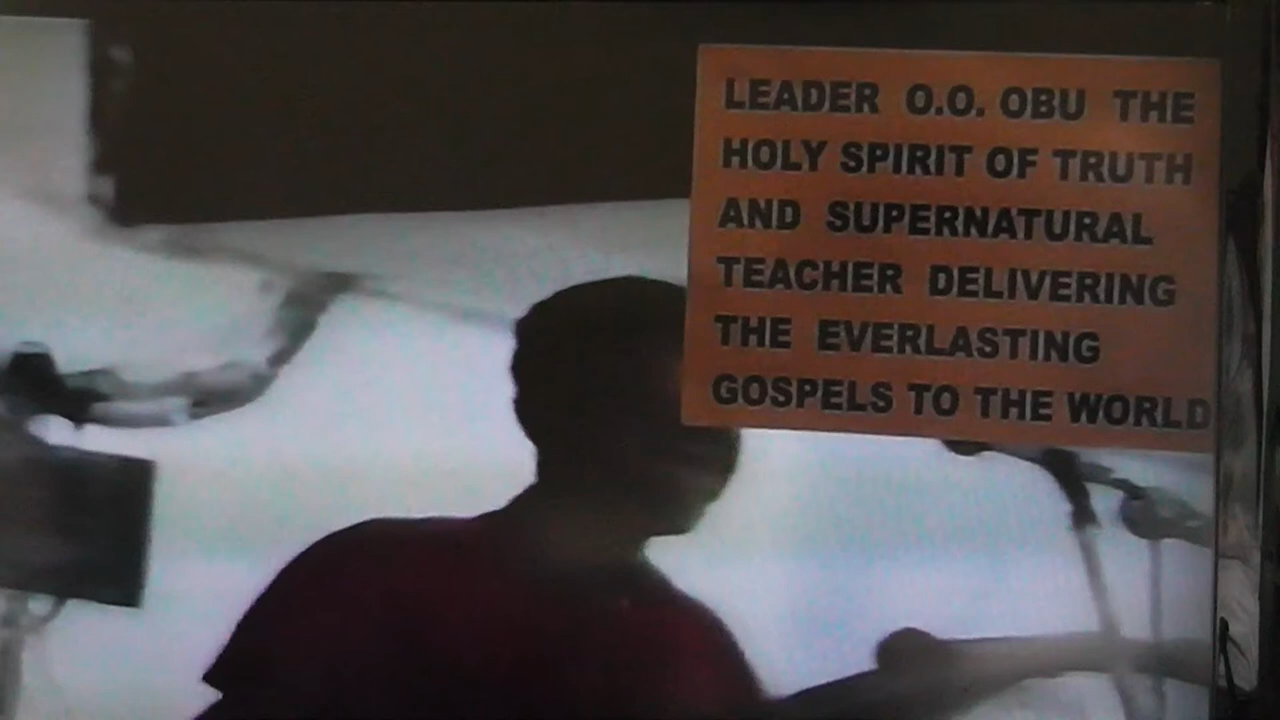 LEADER O.O. OBU THE
HOLY SPIRIT OF TRUTH
AND SUPERNATURAL
TEACHER DELIVERING
THE EVERLASTING
GOSPELS TO THE WORLD